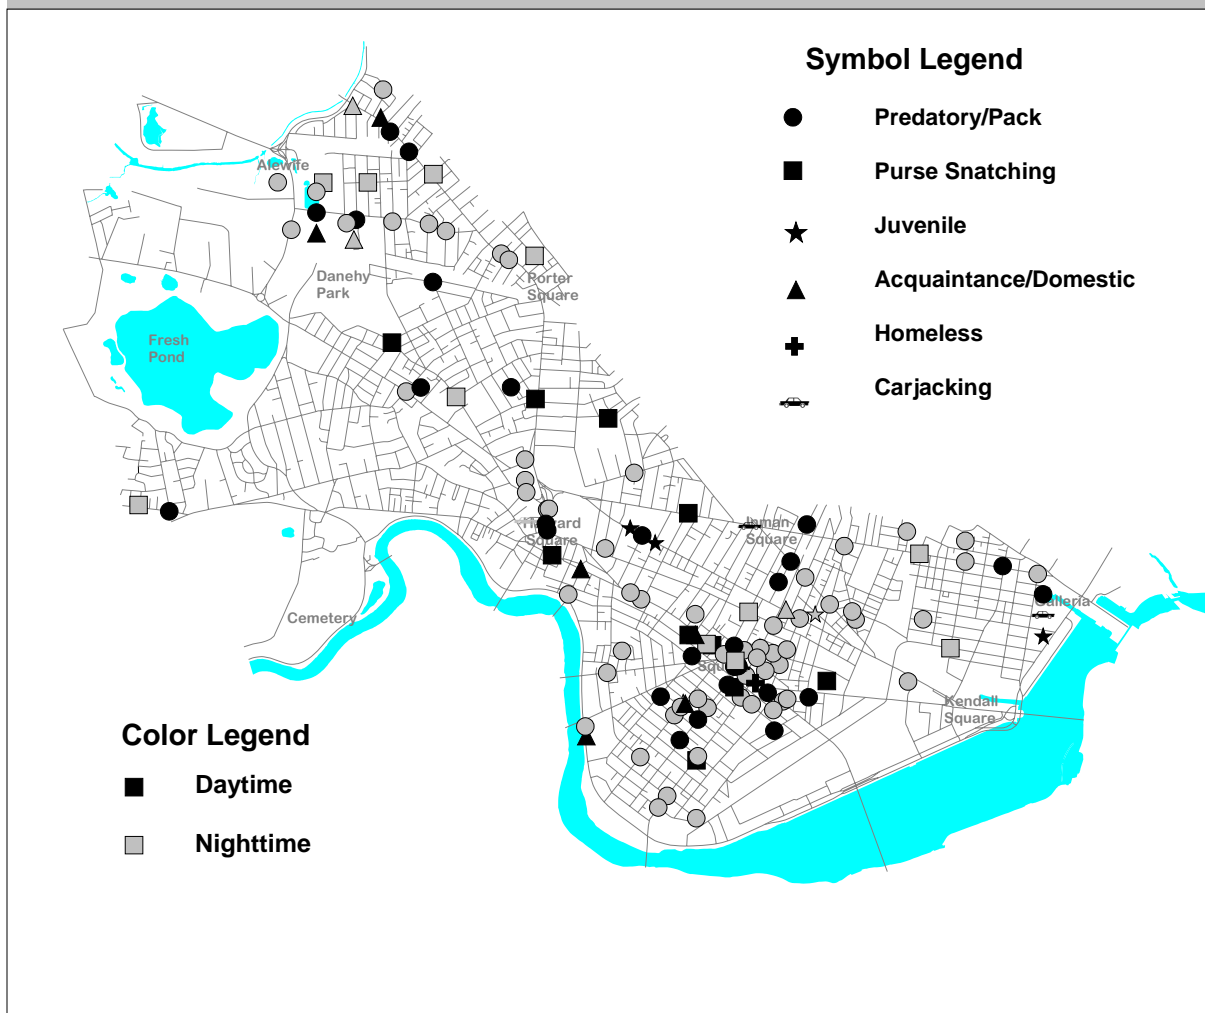 Symbol Legend
Predatory/Pack
Purse Snatching
Juvenile
Acquaintance/Domestic
Homeless
Carjacking
Alewife
Danehy
Park
Porter
Square
Fresh
Pond
Square
Inman
Square
Cemetery
Galleria
Kendall
Square
Color Legend
Daytime
Nighttime